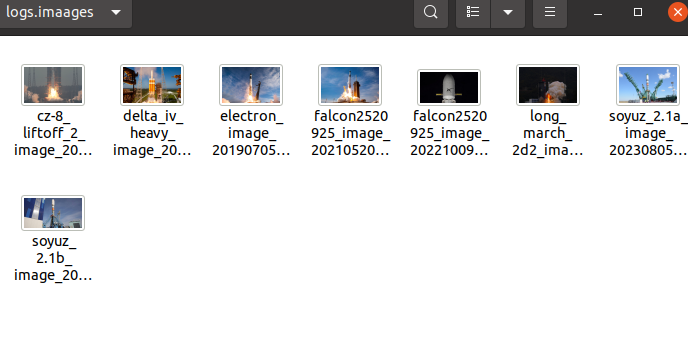 logs.imaages
cz-8_
liftoff_2_
image_20…
delta_iv_
heavy_
image_20…
electron_
image_
20190705…
falcon2520
925_image_
20210520…
falcon2520
925_image_
20221009…
long_
march_
2d2_ima…
soyuz_2.1a_
image_
20230805…
soyuz_
2.1b_
image_20…